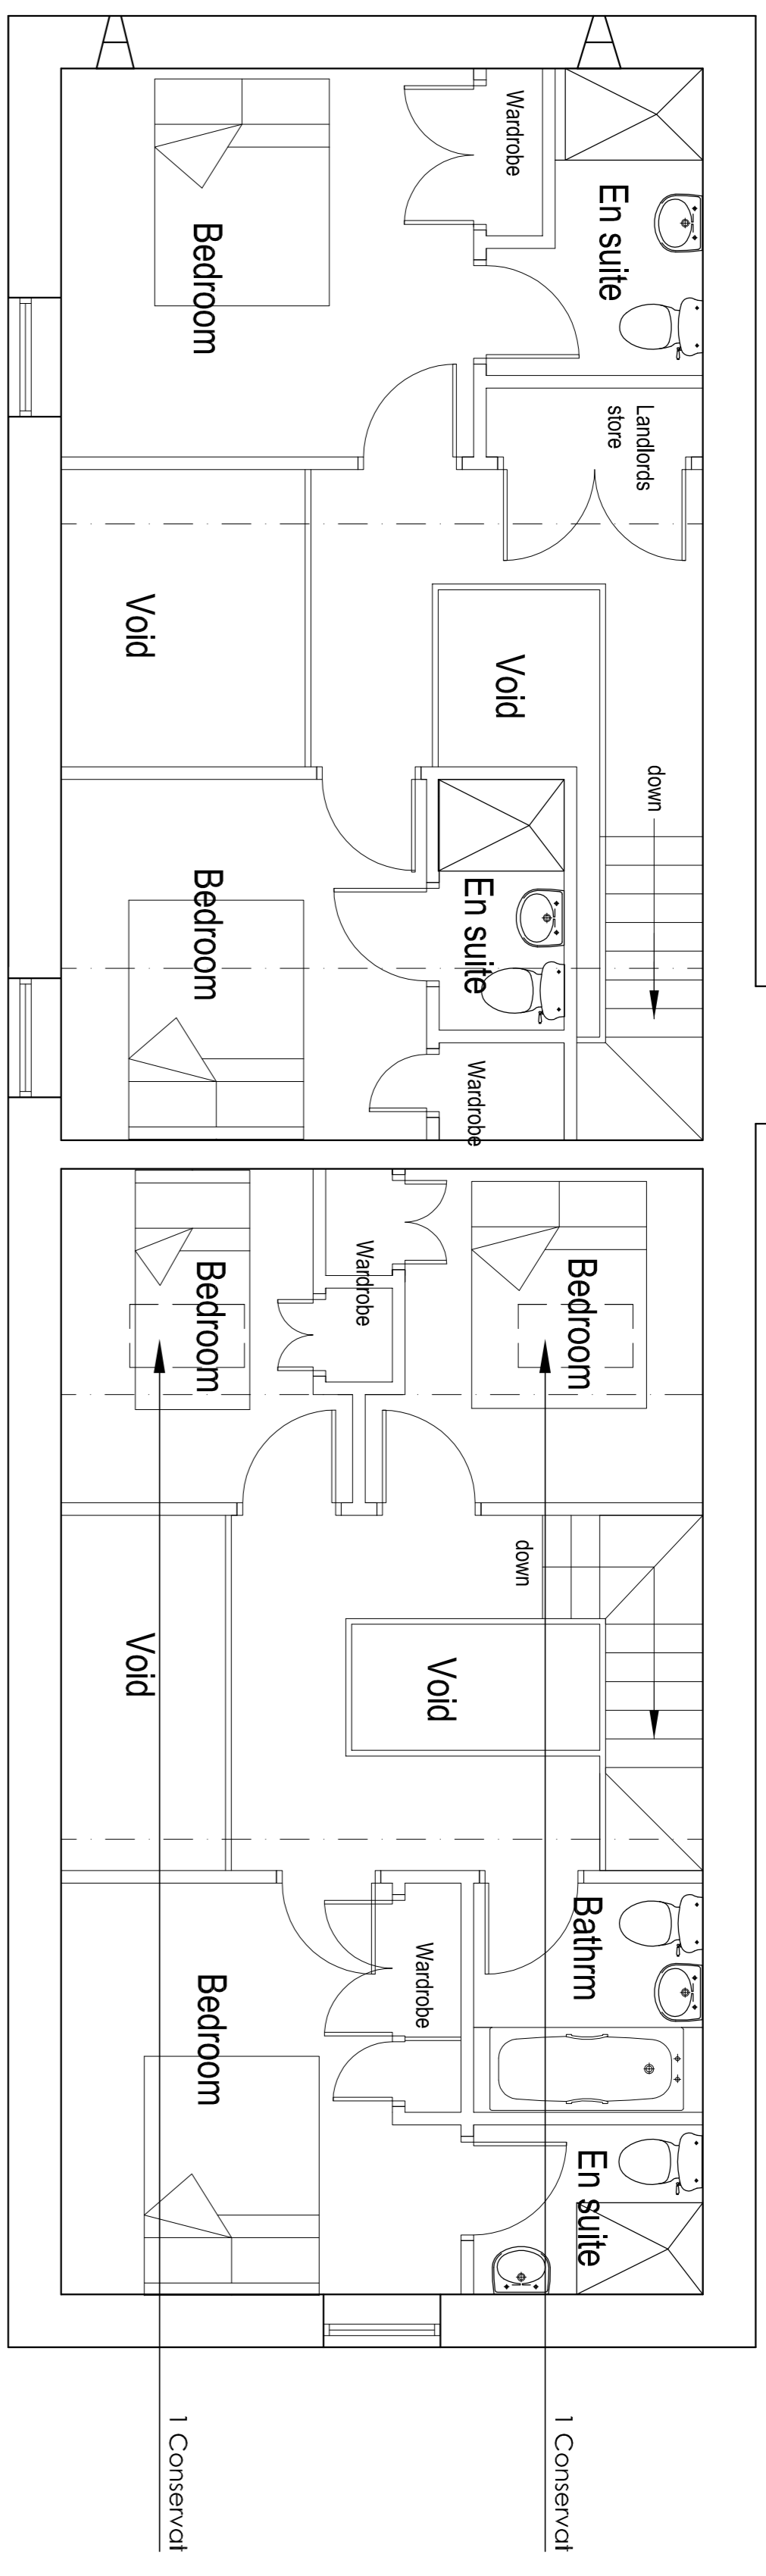 Wardrobe
En suite
Bedroom
Landlords
store
Void
Void
down
Bedroom
En suite
Wardrobe
Bedroom
Wardrobe
Bedroom
down
Void
Void
Bathrm
Wardrobe
Bedroom
En suite
1 Conservat
1 Conservat